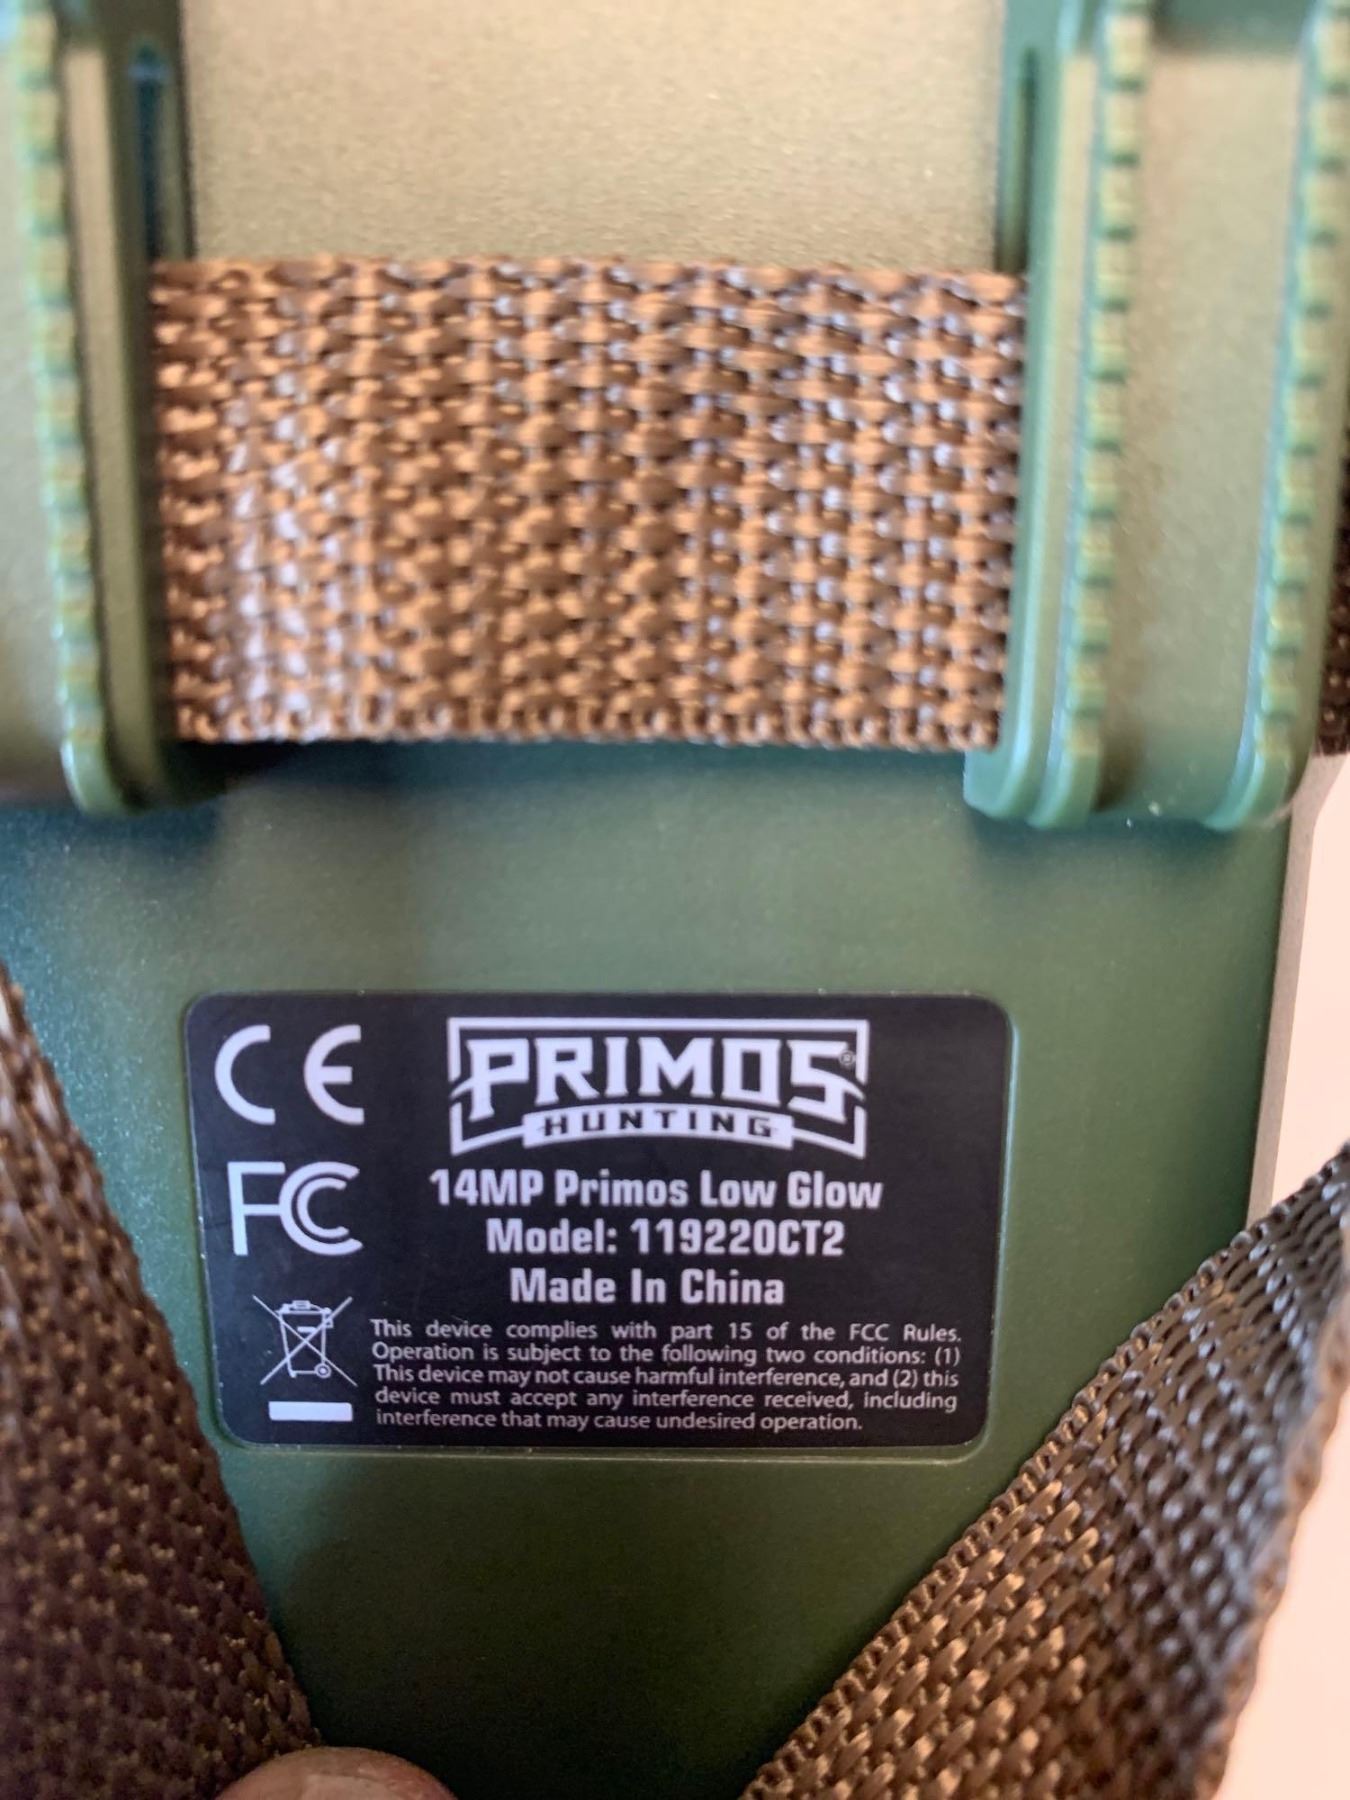 CE
PRIMOS®
HUNTING
FC
14MP Primos Low Glow
Model: 119220CT2
Made In China
This device complies with part 15 of the FCC Rules.
Operation is subject to the following two conditions: (1)
This device may not cause harmful interference, and (2) this
device must accept any interference received, including
interference that may cause undesired operation.